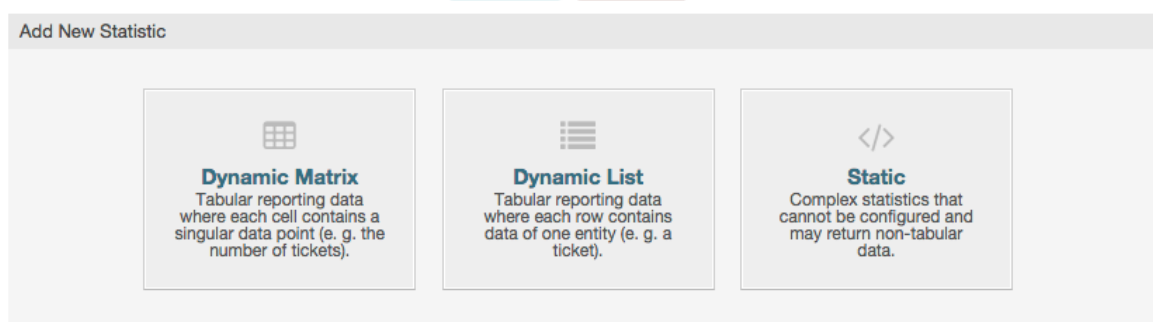 Add New Statistic
Dynamic Matrix
Tabular reporting data
where each cell contains a
singular data point (e. g. the
number of tickets).
Dynamic List
Tabular reporting data
where each row contains
data of one entity (e. g. a
ticket).
Static
Complex statistics that
cannot be configured and
may return non-tabular
data.